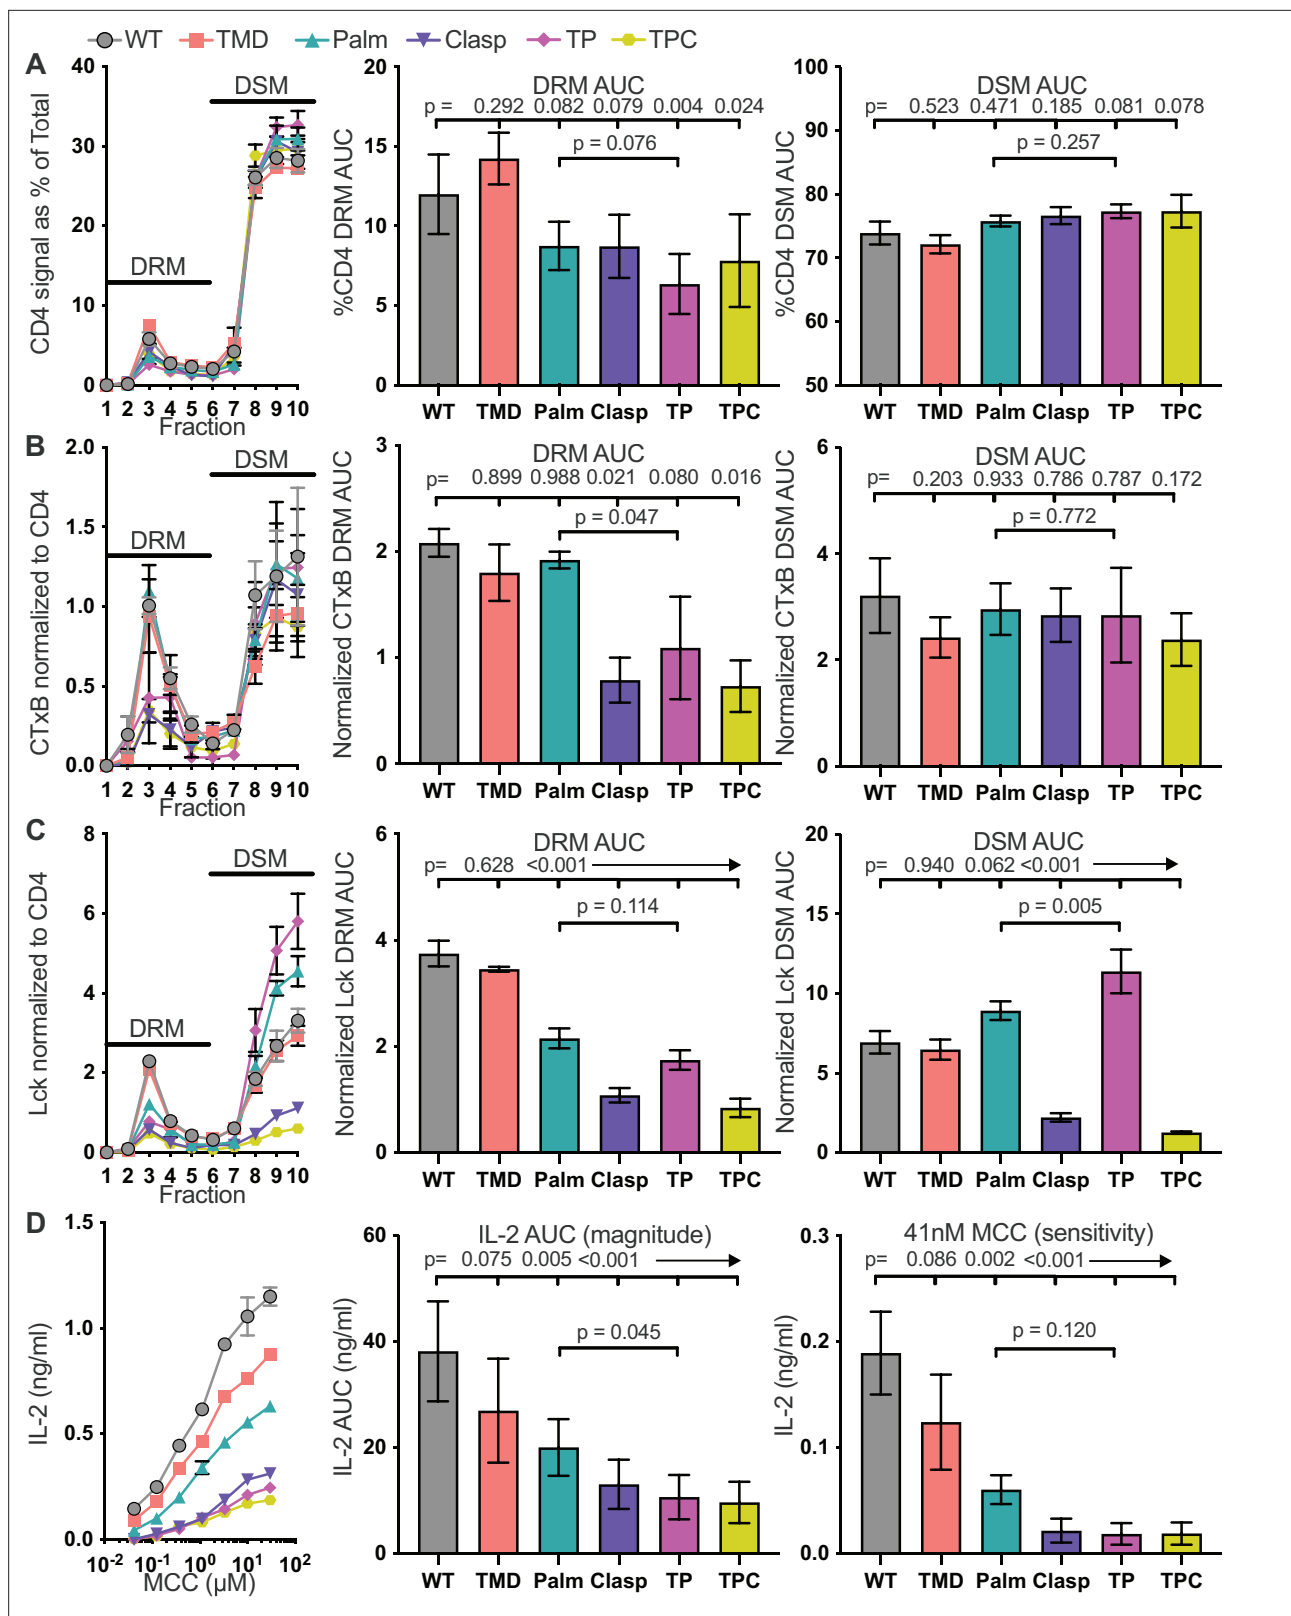 WT TMD Palm Clasp TP TPC
A
CD4 signal as % of Total
40
30
20
10
0
DRM
DSM
1 2 3 4 5 6 7 8 9 10
Fraction
%CD4 DRM AUC
20
15
10
5
0
DRM AUC
p = 0.292 0.082 0.079 0.004 0.024
p = 0.076
WT TMD Palm Clasp TP TPC
%CD4 DSM AUC
100
90
80
70
60
50
DSM AUC
p= 0.523 0.471 0.185 0.081 0.078
p = 0.257
WT TMD Palm Clasp TP TPC
B
CTxB normalized to CD4
2.0
1.5
1.0
0.5
0.0
DRM
DSM
1 2 3 4 5 6 7 8 9 10
Fraction
Normalized CTxB DRM AUC
3
2
1
0
DRM AUC
p= 0.899 0.988 0.021 0.080 0.016
p = 0.047
WT TMD Palm Clasp TP TPC
Normalized CTxB DSM AUC
6
4
2
0
DSM AUC
p= 0.203 0.933 0.786 0.787 0.172
p = 0.772
WT TMD Palm Clasp TP TPC
C
Lck normalized to CD4
8
6
4
2
0
DRM
DSM
1 2 3 4 5 6 7 8 9 10
Fraction
Normalized Lck DRM AUC
6
4
2
0
DRM AUC
p= 0.628 <0.001
p = 0.114
WT TMD Palm Clasp TP TPC
Normalized Lck DSM AUC
20
15
10
5
0
DSM AUC
p= 0.940 0.062 <0.001
p = 0.005
WT TMD Palm Clasp TP TPC
D
IL-2 (ng/ml)
1.5
1.0
0.5
0.0
10⁻² 10⁻¹ 10⁰ 10¹ 10²
MCC (µM)
IL-2 AUC (ng/ml)
60
40
20
0
IL-2 AUC (magnitude)
p= 0.075 0.005 <0.001
p = 0.045
WT TMD Palm Clasp TP TPC
IL-2 (ng/ml)
0.3
0.2
0.1
0.0
41nM MCC (sensitivity)
p= 0.086 0.002 <0.001
p = 0.120
WT TMD Palm Clasp TP TPC